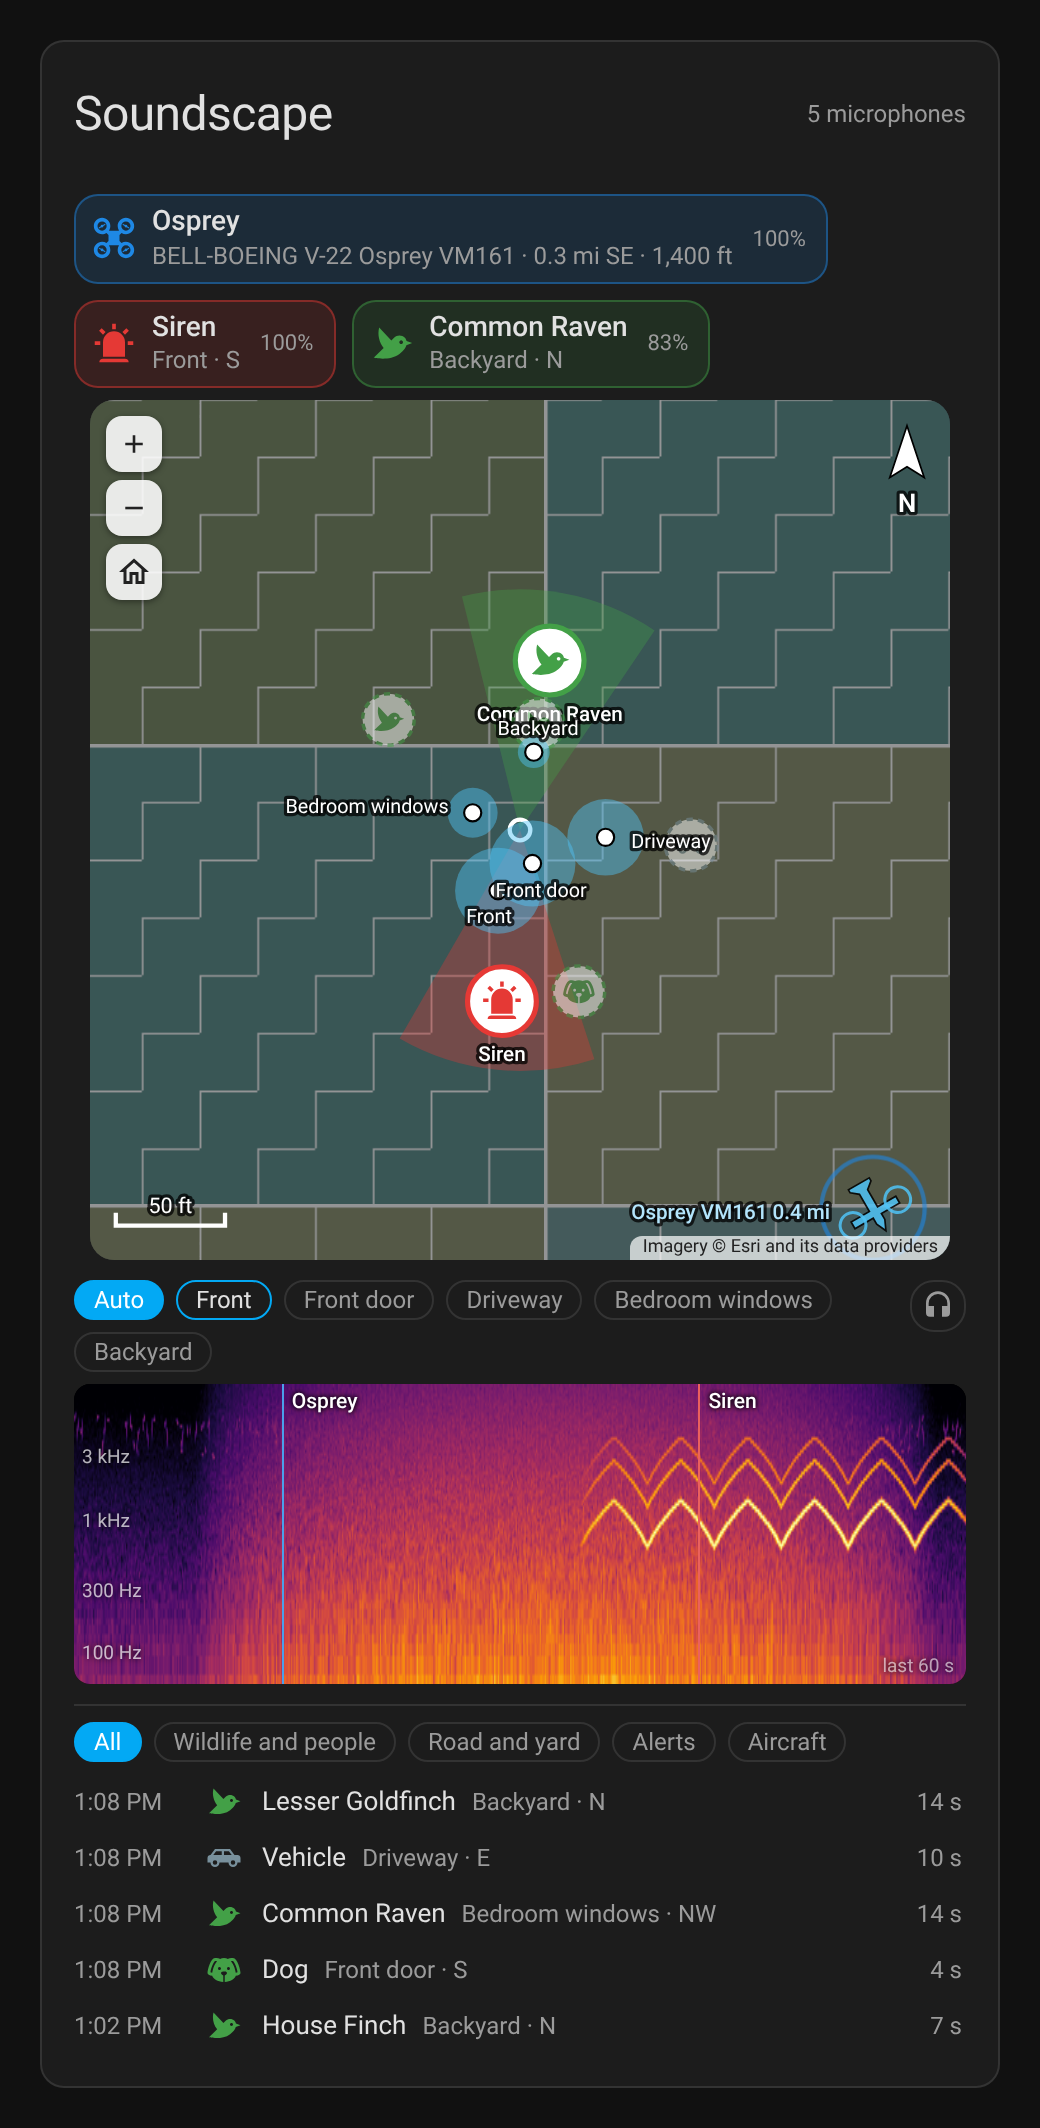 Soundscape
5 microphones
Osprey
BELL-BOEING V-22 Osprey VM161 · 0.3 mi SE · 1,400 ft
100%
Siren
Front · S
100%
Common Raven
Backyard · N
83%
+
−
N
Common Raven
Backyard
Bedroom windows
Driveway
Front door
Front
Siren
50 ft
Osprey VM161 0.4 mi
Imagery © Esri and its data providers
Auto
Front
Front door
Driveway
Bedroom windows
Backyard
Osprey
Siren
3 kHz
1 kHz
300 Hz
100 Hz
last 60 s
All
Wildlife and people
Road and yard
Alerts
Aircraft
1:08 PM Lesser Goldfinch Backyard · N 14 s
1:08 PM Vehicle Driveway · E 10 s
1:08 PM Common Raven Bedroom windows · NW 14 s
1:08 PM Dog Front door · S 4 s
1:02 PM House Finch Backyard · N 7 s